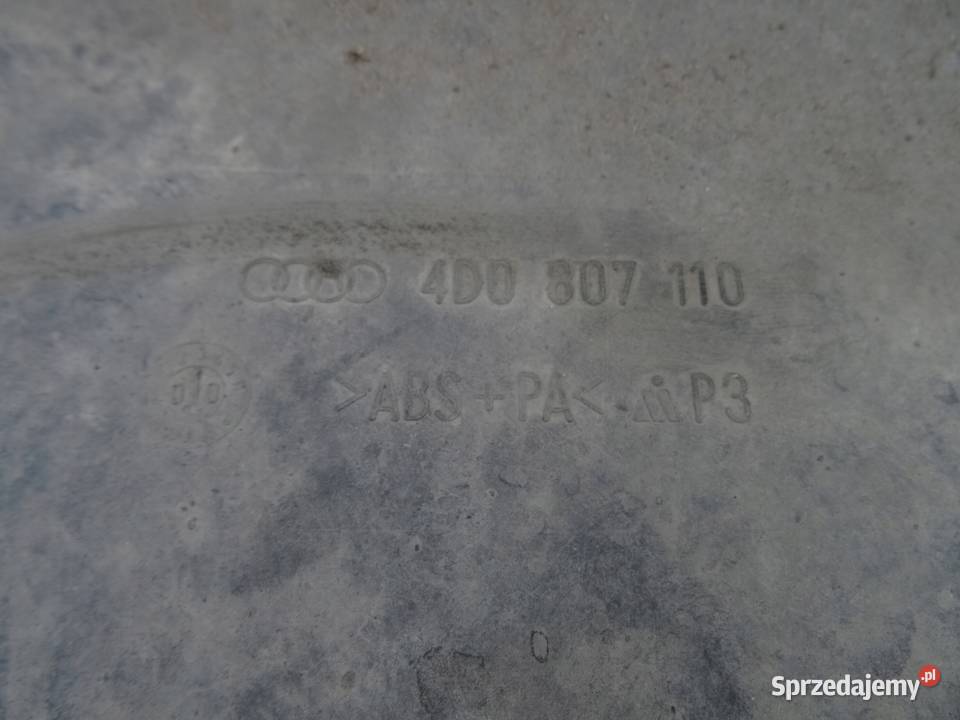 4D0 807 110
>ABS+PA< P3
Sprzedajemy.pl